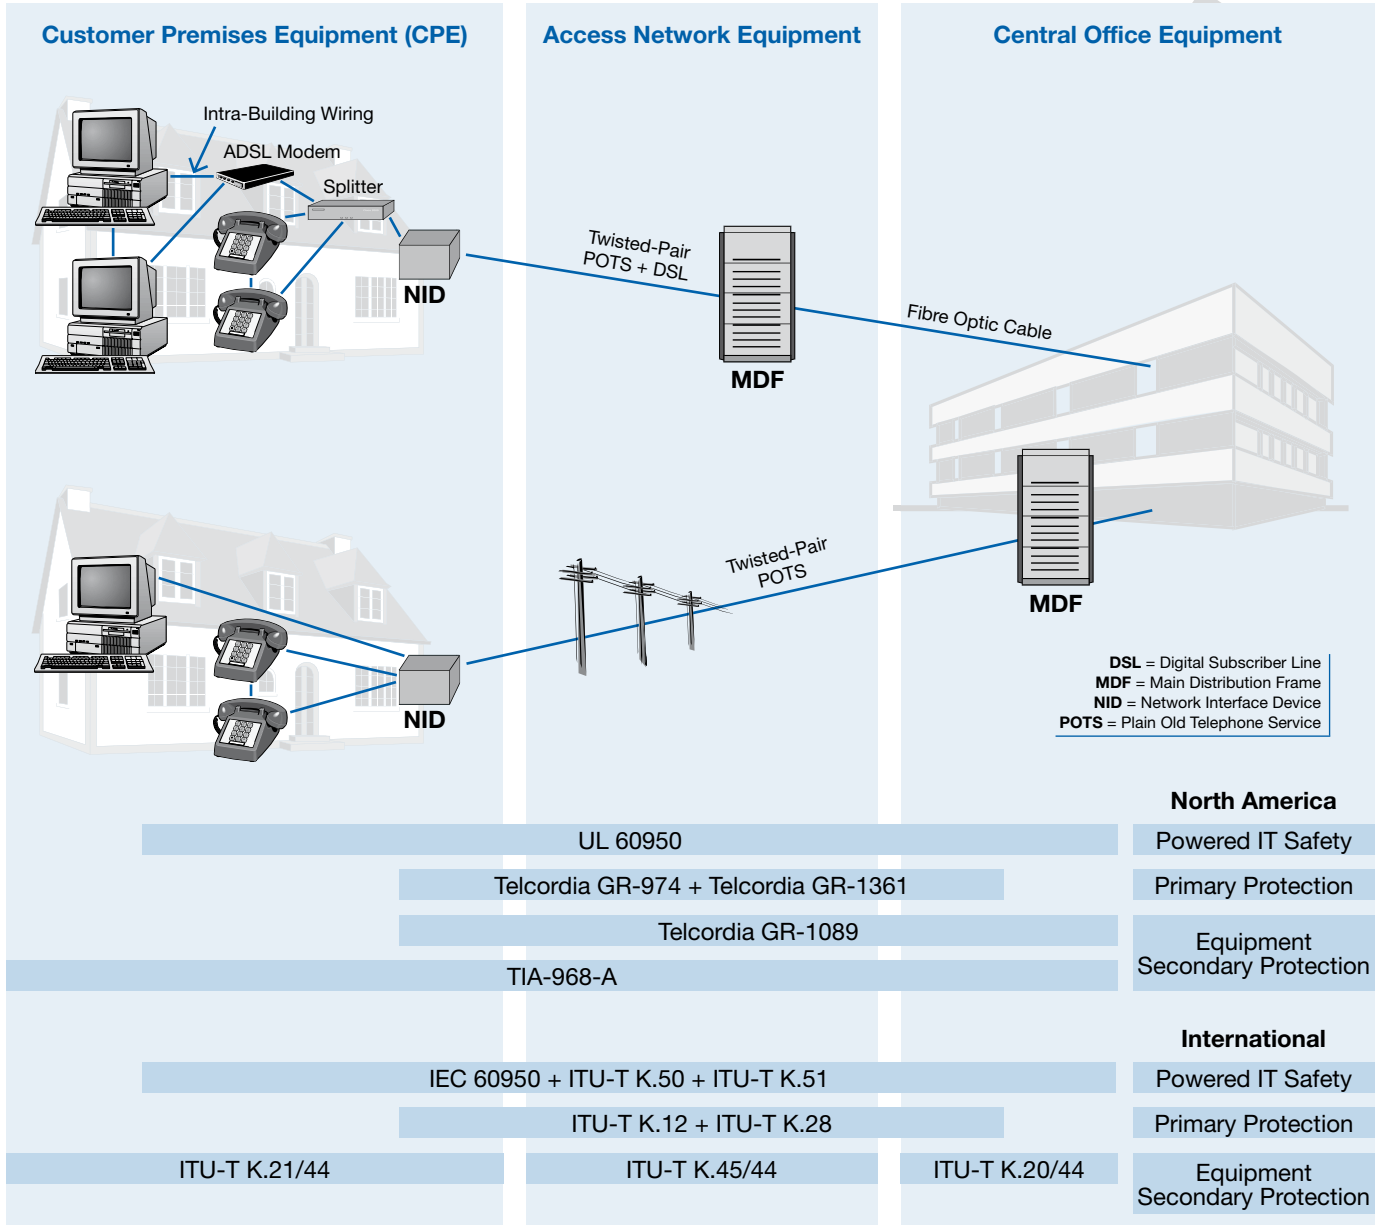 Customer Premises Equipment (CPE)
Access Network Equipment
Central Office Equipment
Intra-Building Wiring
ADSL Modem
Splitter
NID
Twisted-Pair
POTS + DSL
MDF
Fibre Optic Cable
Twisted-Pair
POTS
MDF
NID
DSL = Digital Subscriber Line
MDF = Main Distribution Frame
NID = Network Interface Device
POTS = Plain Old Telephone Service
North America
UL 60950
Powered IT Safety
Telcordia GR-974 + Telcordia GR-1361
Primary Protection
Telcordia GR-1089
TIA-968-A
Equipment
Secondary Protection
International
IEC 60950 + ITU-T K.50 + ITU-T K.51
Powered IT Safety
ITU-T K.12 + ITU-T K.28
Primary Protection
ITU-T K.21/44
ITU-T K.45/44
ITU-T K.20/44
Equipment
Secondary Protection